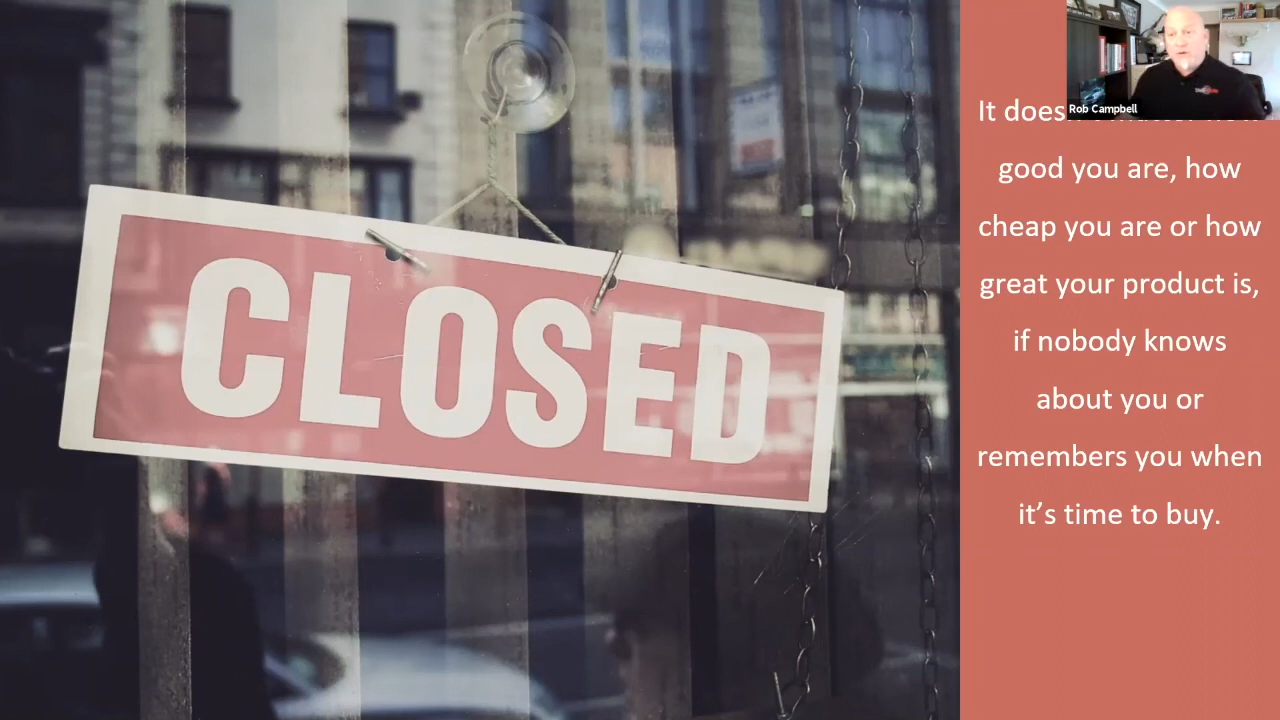 Rob Campbell
It does
good you are, how
cheap you are or how
great your product is,
if nobody knows
about you or
remembers you when
it’s time to buy.
CLOSED